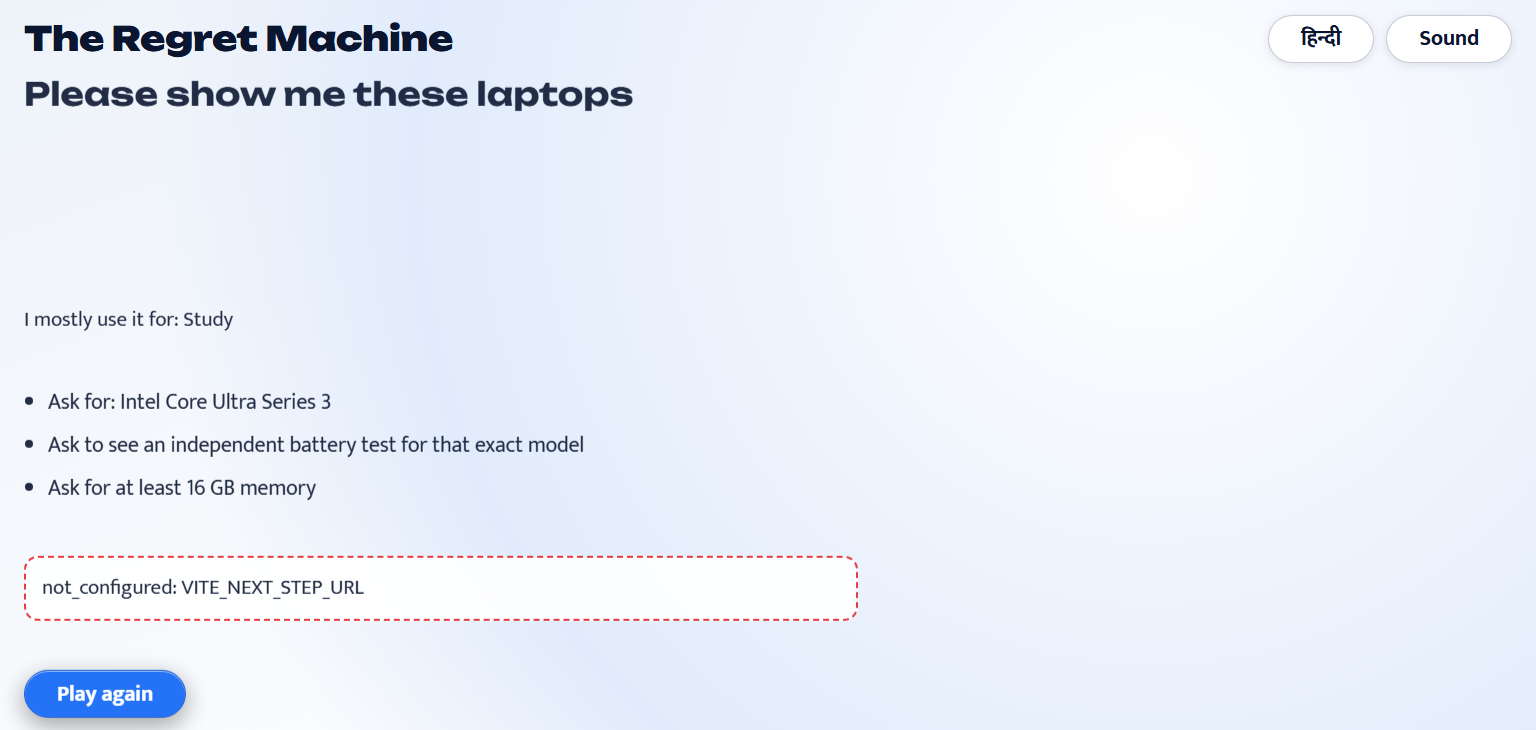 The Regret Machine
हिन्दी
Sound
Please show me these laptops
I mostly use it for: Study
Ask for: Intel Core Ultra Series 3
Ask to see an independent battery test for that exact model
Ask for at least 16 GB memory
not_configured: VITE_NEXT_STEP_URL
Play again